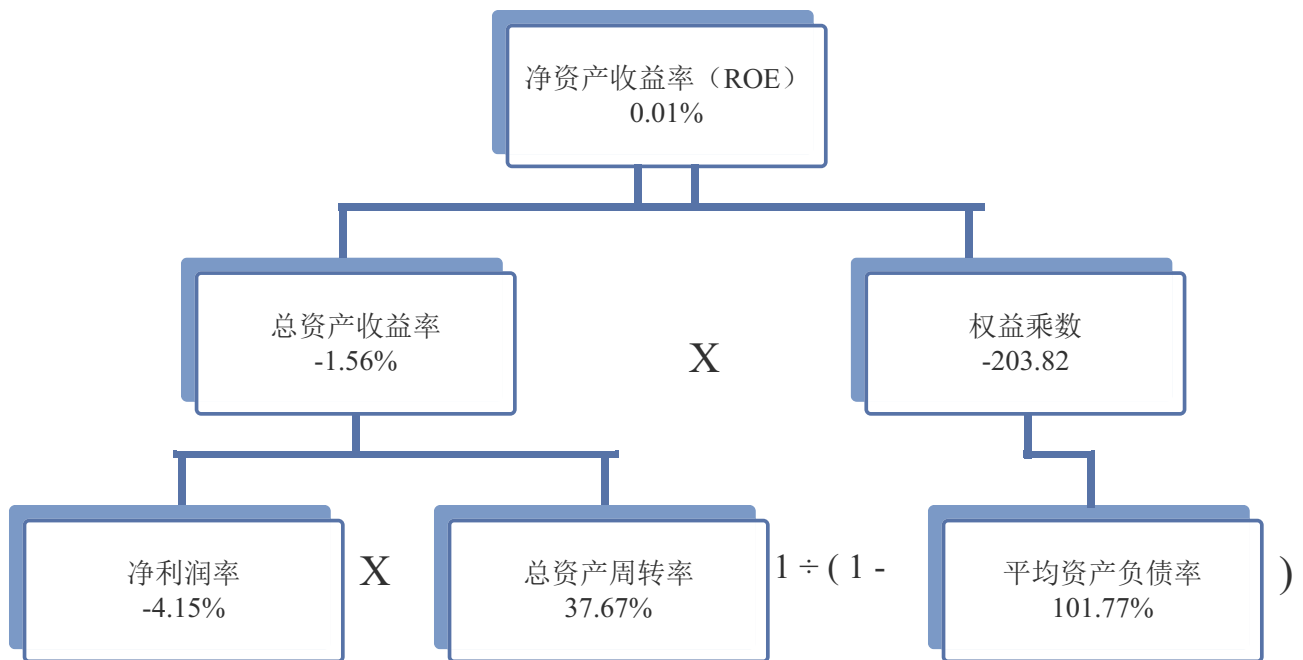 净资产收益率（ROE）
0.01%
总资产收益率
-1.56%
X
权益乘数
-203.82
净利润率
-4.15%
X
总资产周转率
37.67%
1 ÷ ( 1 -
平均资产负债率
101.77%
)